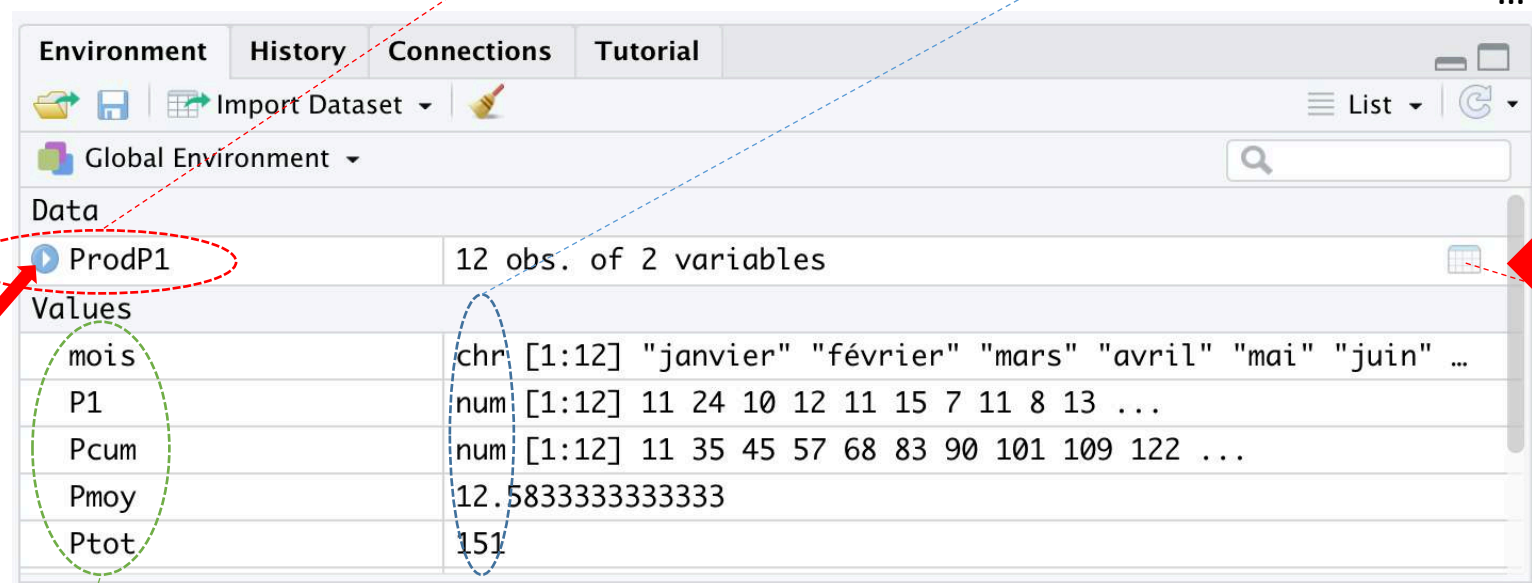 ...
Environment History Connections Tutorial
Import Dataset List
Global Environment
Data
ProdP1 12 obs. of 2 variables
Values
mois chr [1:12] "janvier" "février" "mars" "avril" "mai" "juin" …
P1 num [1:12] 11 24 10 12 11 15 7 11 8 13 ...
Pcum num [1:12] 11 35 45 57 68 83 90 101 109 122 ...
Pmoy 12.5833333333333
Ptot 151